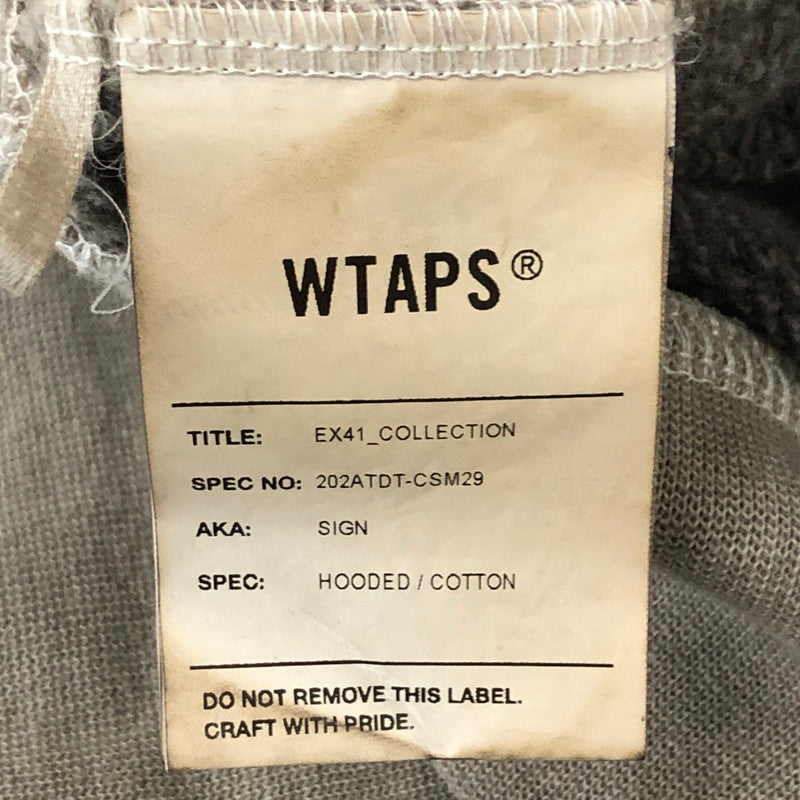 WTAPS®
TITLE: EX41_COLLECTION
SPEC NO: 202ATDT-CSM29
AKA: SIGN
SPEC: HOODED / COTTON
DO NOT REMOVE THIS LABEL.
CRAFT WITH PRIDE.